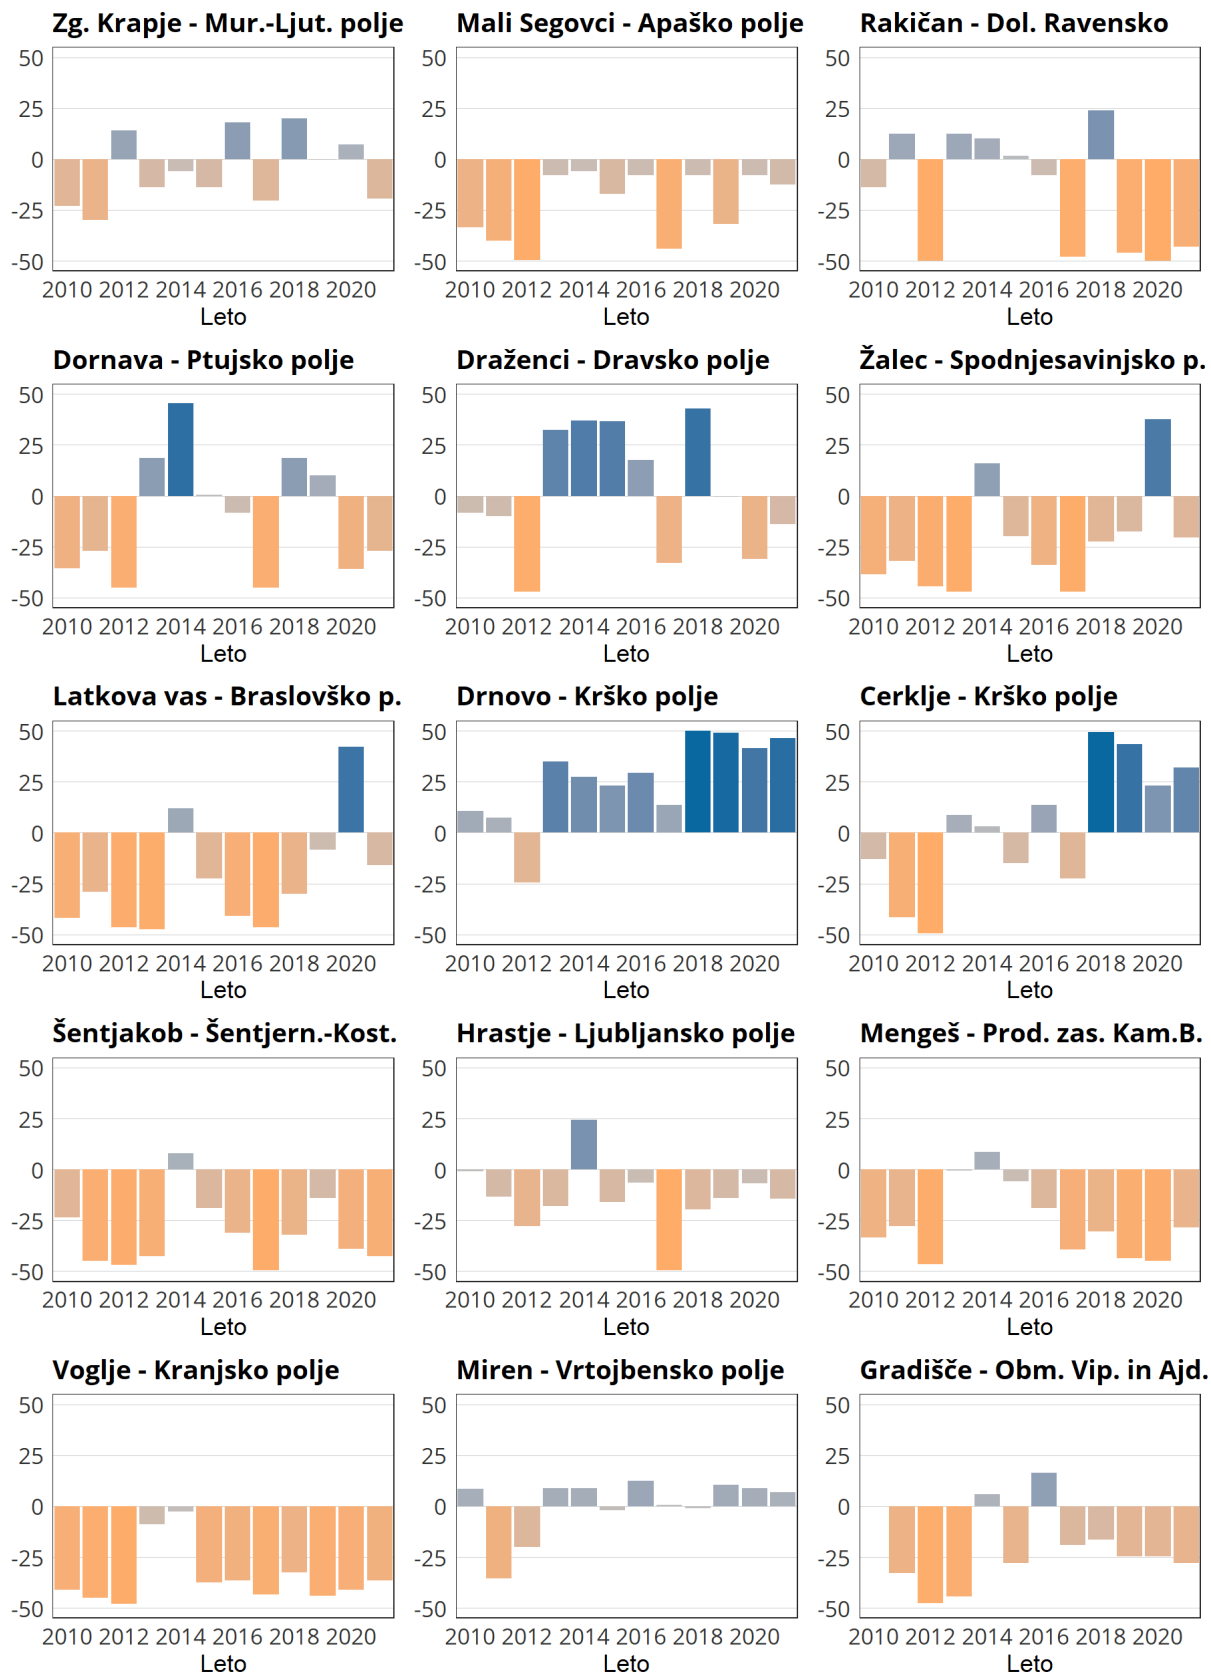 Zg. Krapje - Mur.-Ljut. polje
50
25
0
-25
-50
2010 2012 2014 2016 2018 2020
Leto
Mali Segovci - Apaško polje
50
25
0
-25
-50
2010 2012 2014 2016 2018 2020
Leto
Rakičan - Dol. Ravensko
50
25
0
-25
-50
2010 2012 2014 2016 2018 2020
Leto
Dornava - Ptujsko polje
50
25
0
-25
-50
2010 2012 2014 2016 2018 2020
Leto
Draženci - Dravsko polje
50
25
0
-25
-50
2010 2012 2014 2016 2018 2020
Leto
Žalec - Spodnjesavinjsko p.
50
25
0
-25
-50
2010 2012 2014 2016 2018 2020
Leto
Latkova vas - Braslovško p.
50
25
0
-25
-50
2010 2012 2014 2016 2018 2020
Leto
Drnovo - Krško polje
50
25
0
-25
-50
2010 2012 2014 2016 2018 2020
Leto
Cerklje - Krško polje
50
25
0
-25
-50
2010 2012 2014 2016 2018 2020
Leto
Šentjakob - Šentjern.-Kost.
50
25
0
-25
-50
2010 2012 2014 2016 2018 2020
Leto
Hrastje - Ljubljansko polje
50
25
0
-25
-50
2010 2012 2014 2016 2018 2020
Leto
Mengeš - Prod. zas. Kam.B.
50
25
0
-25
-50
2010 2012 2014 2016 2018 2020
Leto
Voglje - Kranjsko polje
50
25
0
-25
-50
2010 2012 2014 2016 2018 2020
Leto
Miren - Vrtojbensko polje
50
25
0
-25
-50
2010 2012 2014 2016 2018 2020
Leto
Gradišče - Obm. Vip. in Ajd.
50
25
0
-25
-50
2010 2012 2014 2016 2018 2020
Leto